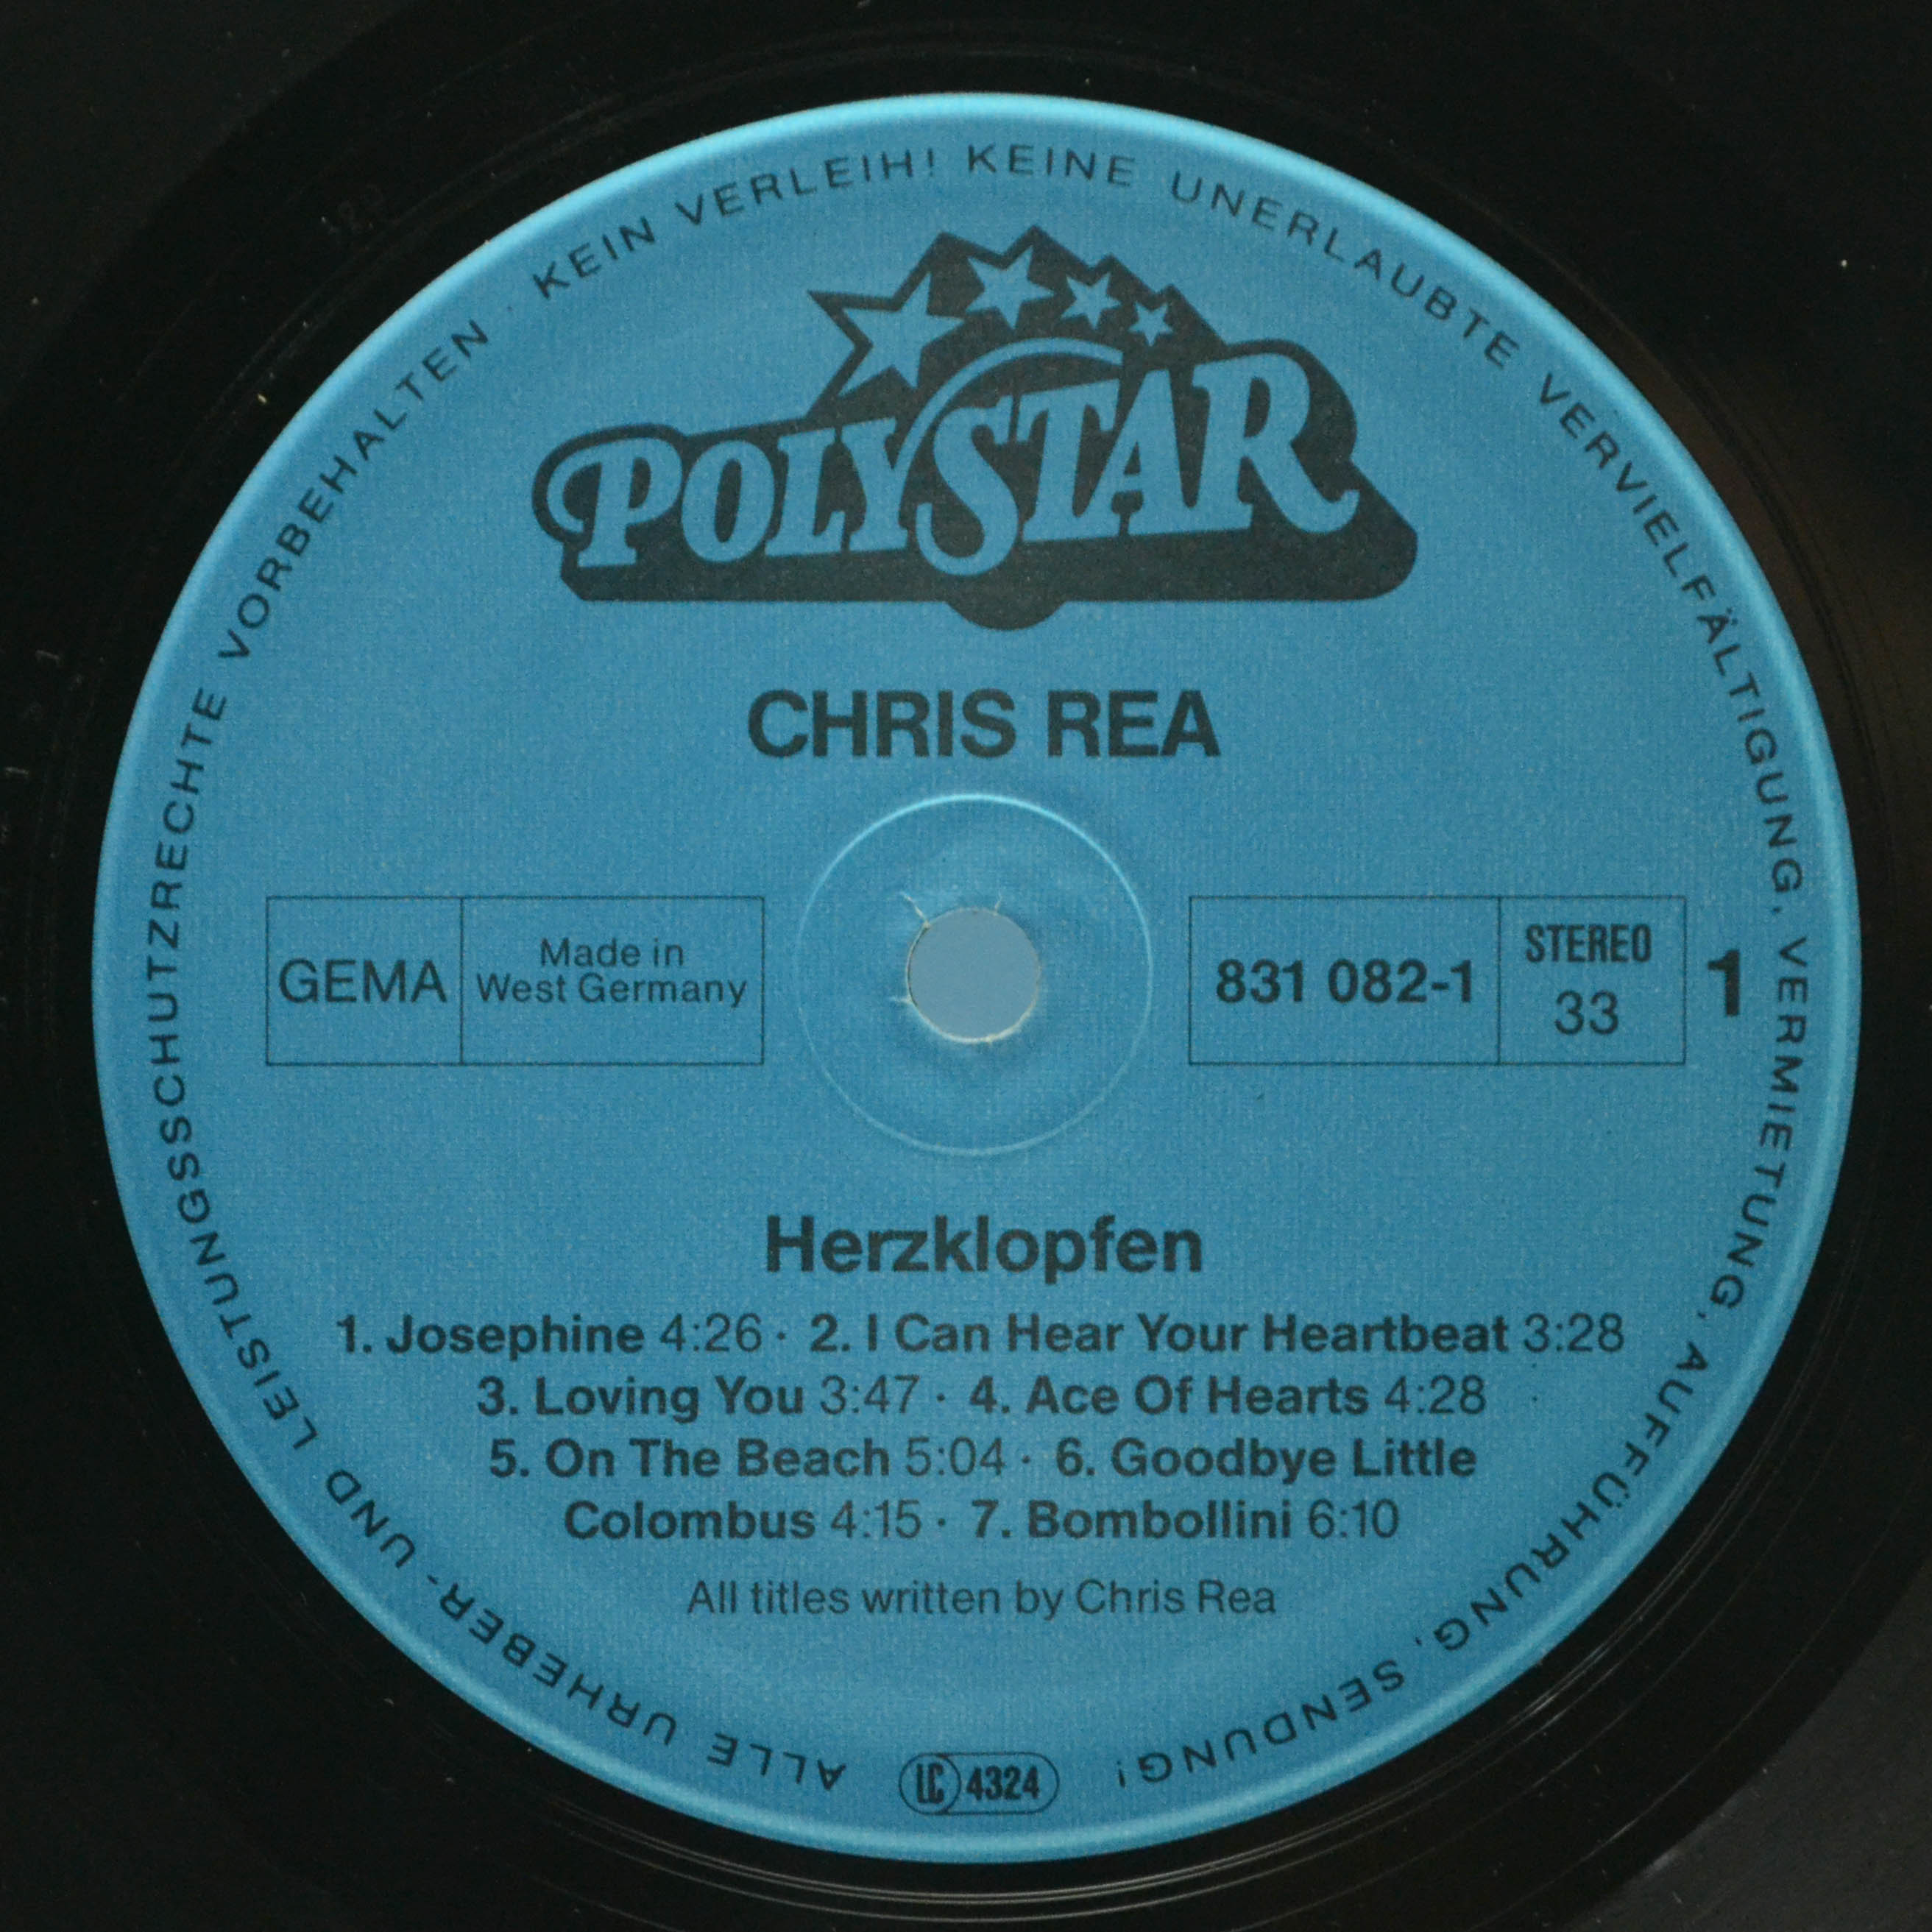 ALLE URHEBER- UND LEISTUNGSSCHUTZRECHTE VORBEHALTEN · KEIN VERLEIH! KEINE UNERLAUBTE VERVIELFÄLTIGUNG, VERMIETUNG, AUFFÜHRUNG, SENDUNG!
POLYSTAR
CHRIS REA
GEMA
Made in
West Germany
831 082-1
STEREO
33
1
Herzklopfen
1. Josephine 4:26 · 2. I Can Hear Your Heartbeat 3:28
3. Loving You 3:47 · 4. Ace Of Hearts 4:28
5. On The Beach 5:04 · 6. Goodbye Little
Colombus 4:15 · 7. Bombollini 6:10
All titles written by Chris Rea
LC 4324